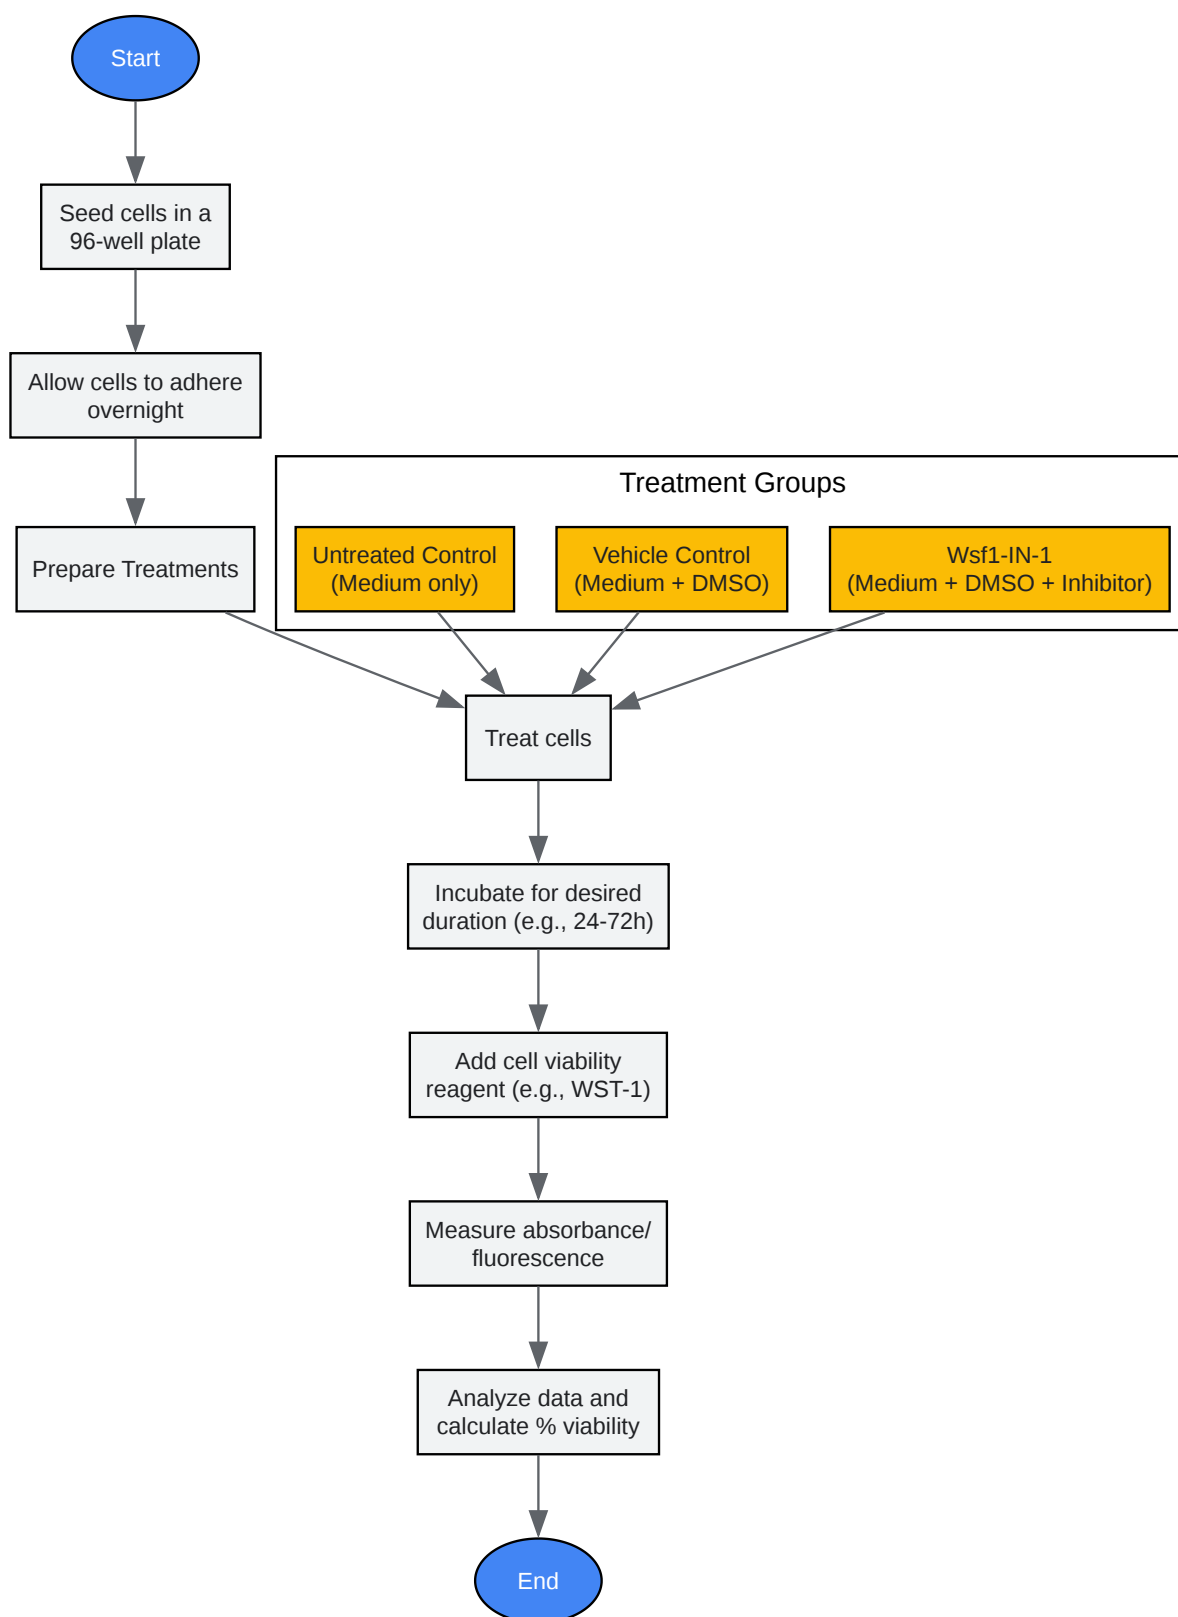 Start
Seed cells in a
96-well plate
Allow cells to adhere
overnight
Prepare Treatments
Treatment Groups
Untreated Control
(Medium only)
Vehicle Control
(Medium + DMSO)
Wsf1-IN-1
(Medium + DMSO + Inhibitor)
Treat cells
Incubate for desired
duration (e.g., 24-72h)
Add cell viability
reagent (e.g., WST-1)
Measure absorbance/
fluorescence
Analyze data and
calculate % viability
End